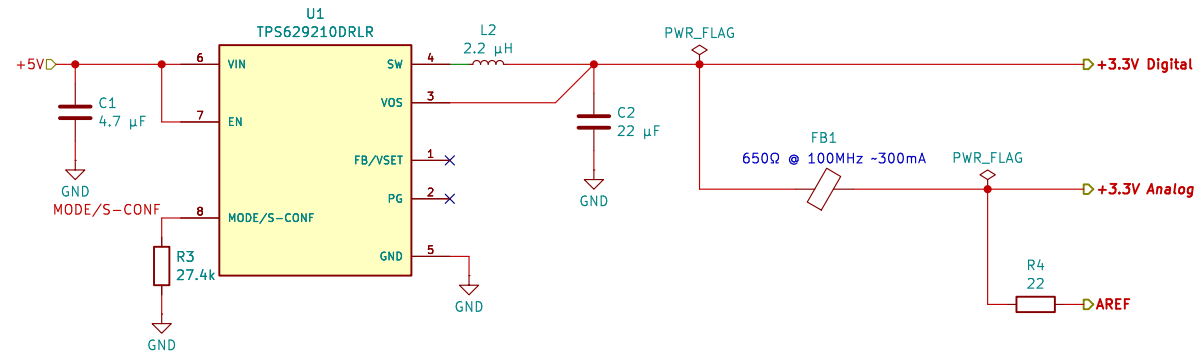 U1
TPS629210DRLR
+5V
6
VIN
7
EN
8
MODE/S-CONF
SW
4
VOS
3
FB/VSET
1
PG
2
GND
5
C1
4.7 µF
GND
MODE/S-CONF
R3
27.4k
GND
GND
L2
2.2 µH
C2
22 µF
GND
PWR_FLAG
+3.3V Digital
FB1
650Ω @ 100MHz ~300mA
PWR_FLAG
+3.3V Analog
R4
22
AREF